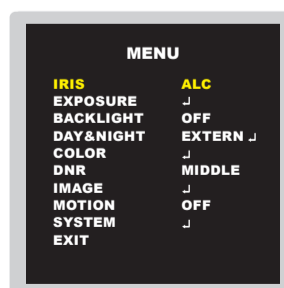 MENU
IRIS ALC
EXPOSURE ↵
BACKLIGHT OFF
DAY&NIGHT EXTERN ↵
COLOR ↵
DNR MIDDLE
IMAGE ↵
MOTION OFF
SYSTEM ↵
EXIT